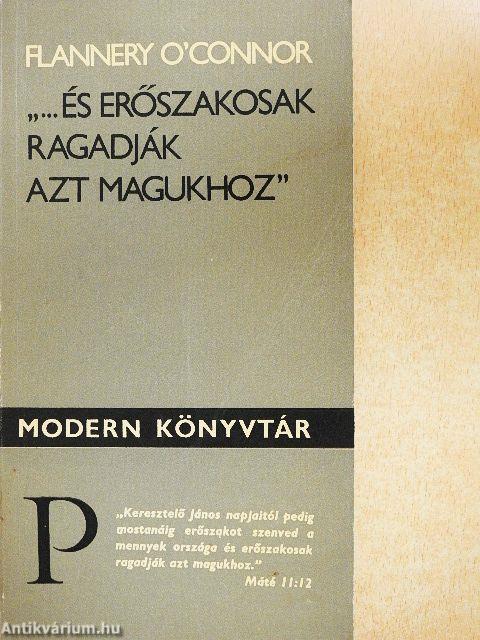 FLANNERY O'CONNOR
„...ÉS ERŐSZAKOSAK
RAGADJÁK
AZT MAGUKHOZ”
MODERN KÖNYVTÁR
P
„Keresztelő János napjaitól pedig
mostanáig erőszakot szenved a
mennyek országa és erőszakosak
ragadják azt magukhoz.”
Máté 11:12
Antikvárium.hu